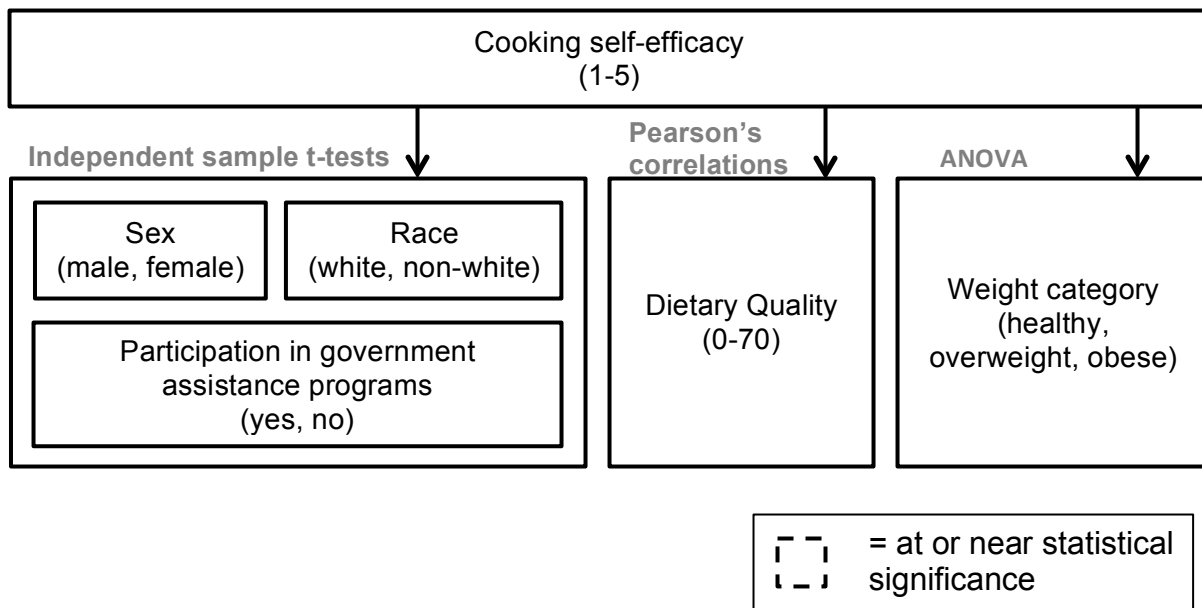 Cooking self-efficacy
(1-5)
Independent sample t-tests
Pearson’s
correlations
ANOVA
Sex
(male, female)
Race
(white, non-white)
Participation in government
assistance programs
(yes, no)
Dietary Quality
(0-70)
Weight category
(healthy,
overweight, obese)
= at or near statistical
significance